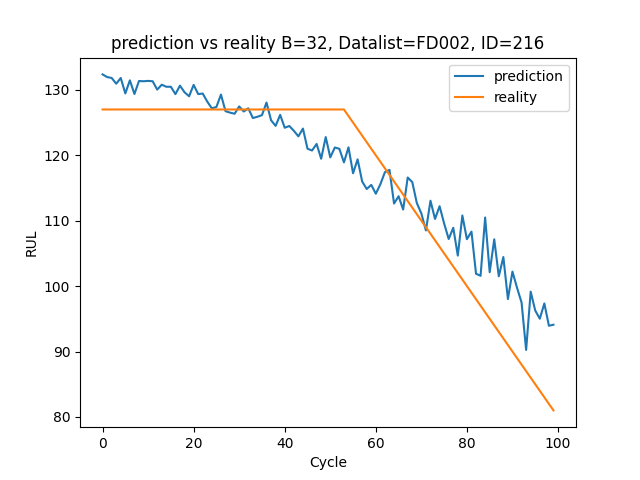 prediction vs reality B=32, Datalist=FD002, ID=216
prediction
reality
RUL
130
120
110
100
90
80
0 20 40 60 80 100
Cycle